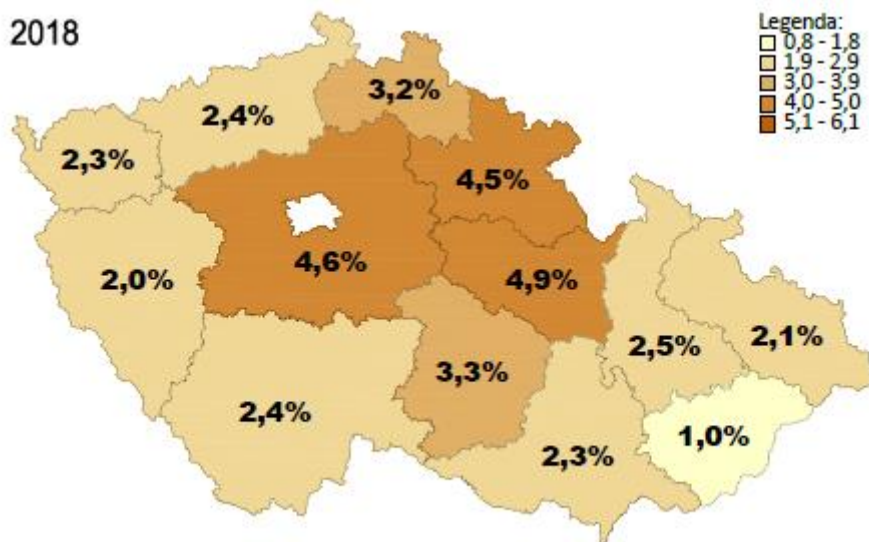 2018
Legenda:
0,8 - 1,8
1,9 - 2,9
3,0 - 3,9
4,0 - 5,0
5,1 - 6,1
3,2%
2,4%
2,3%
4,5%
4,6%
2,0%
4,9%
2,1%
2,5%
3,3%
2,4%
1,0%
2,3%